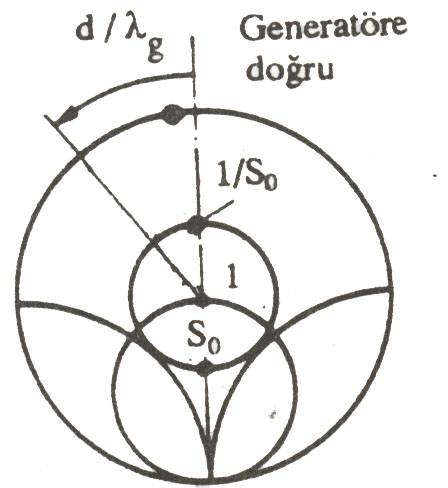 d / λg
Generatöre
doğru
1/S₀
1
S₀